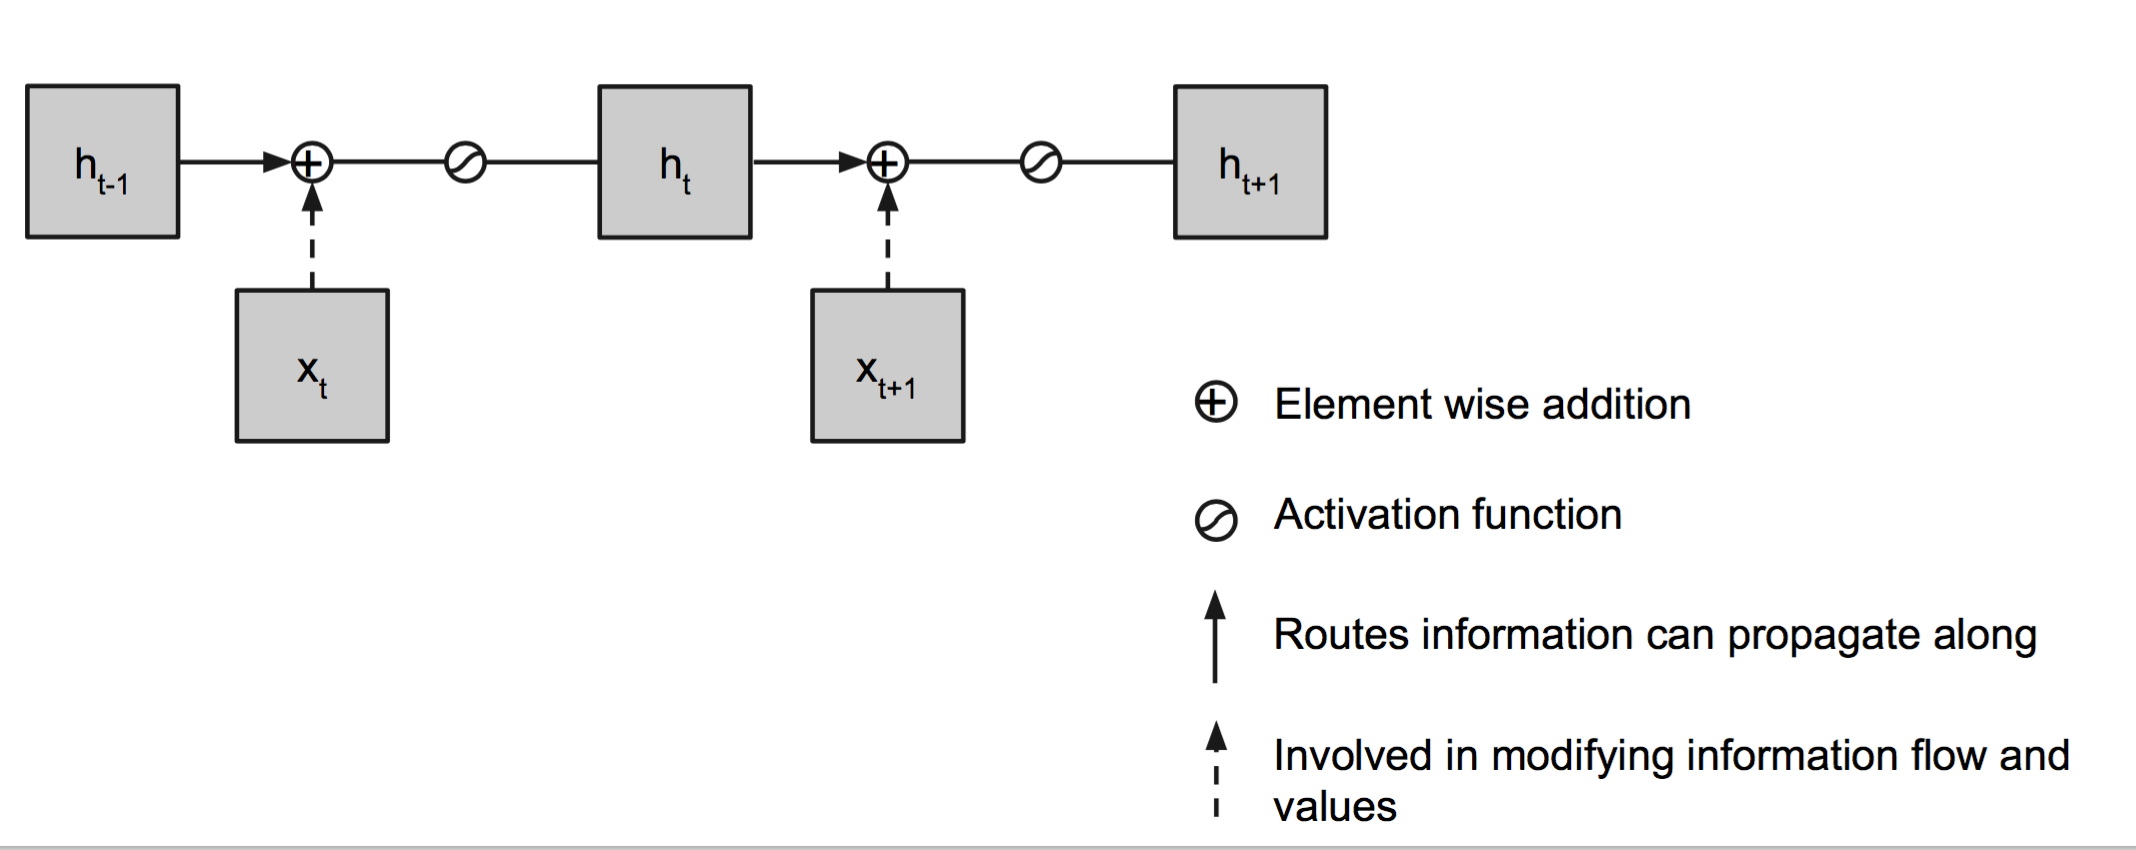 h_{t-1}
h_t
h_{t+1}
x_t
x_{t+1}
Element wise addition
Activation function
Routes information can propagate along
Involved in modifying information flow and
values